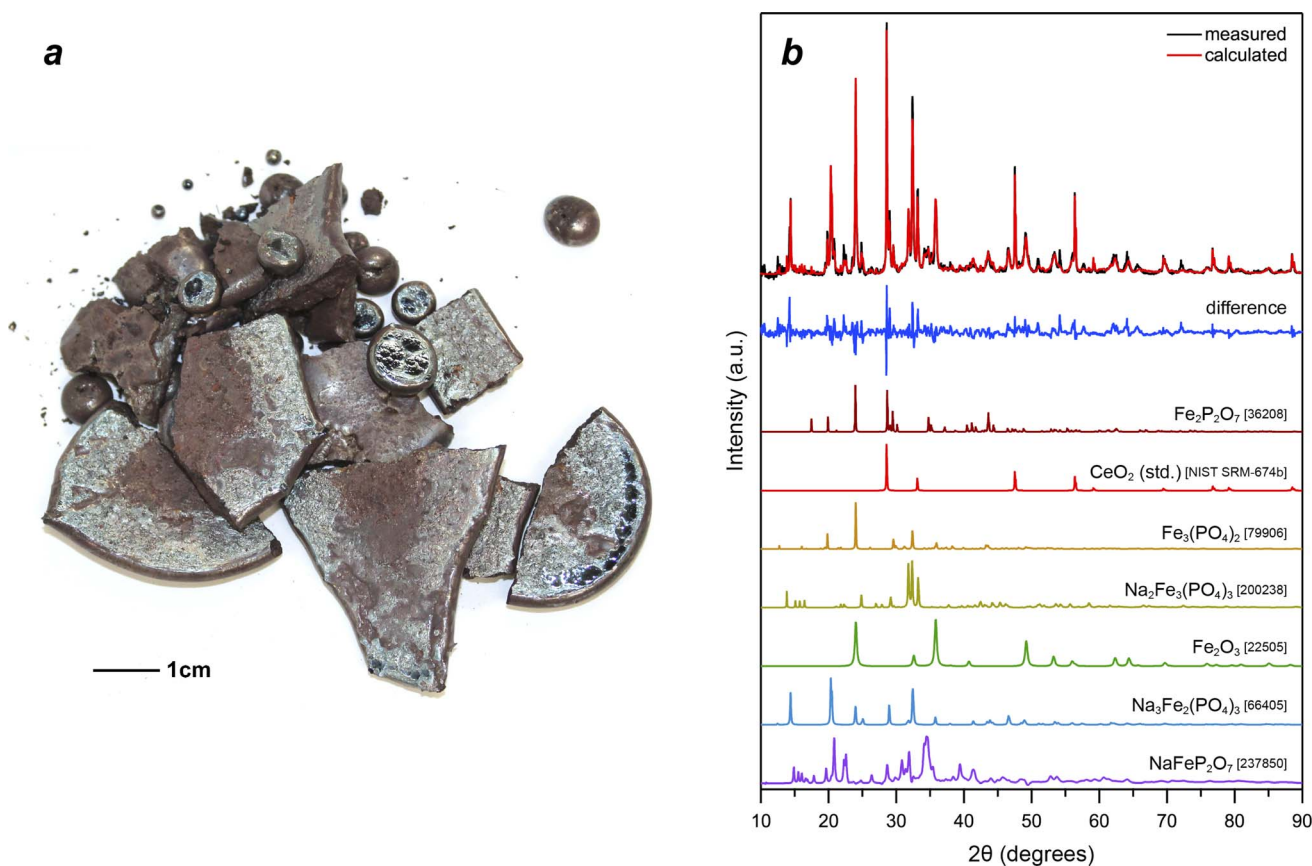 a
1cm
b
measured
calculated
difference
Fe₂P₂O₇ [36208]
CeO₂ (std.) [NIST SRM-674b]
Fe₃(PO₄)₂ [79906]
Na₂Fe₃(PO₄)₃ [200238]
Fe₂O₃ [22505]
Na₃Fe₂(PO₄)₃ [66405]
NaFeP₂O₇ [237850]
Intensity (a.u.)
10 20 30 40 50 60 70 80 90
2θ (degrees)